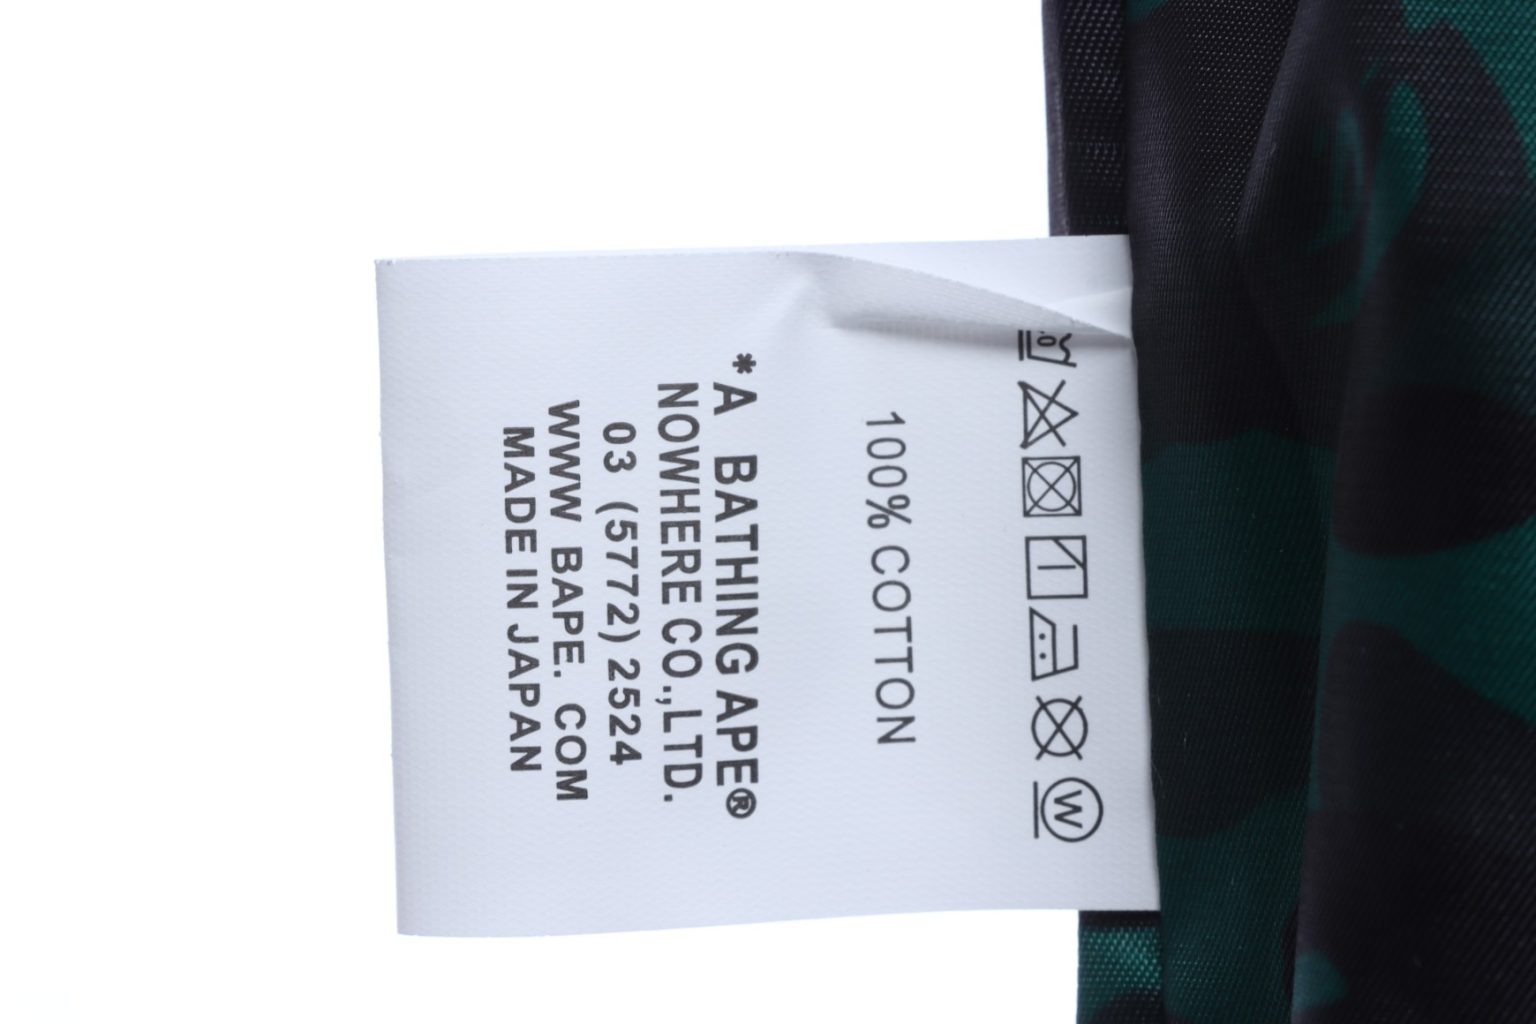 100% COTTON
*A BATHING APE®
NOWHERE CO.,LTD.
03 (5772) 2524
WWW BAPE. COM
MADE IN JAPAN